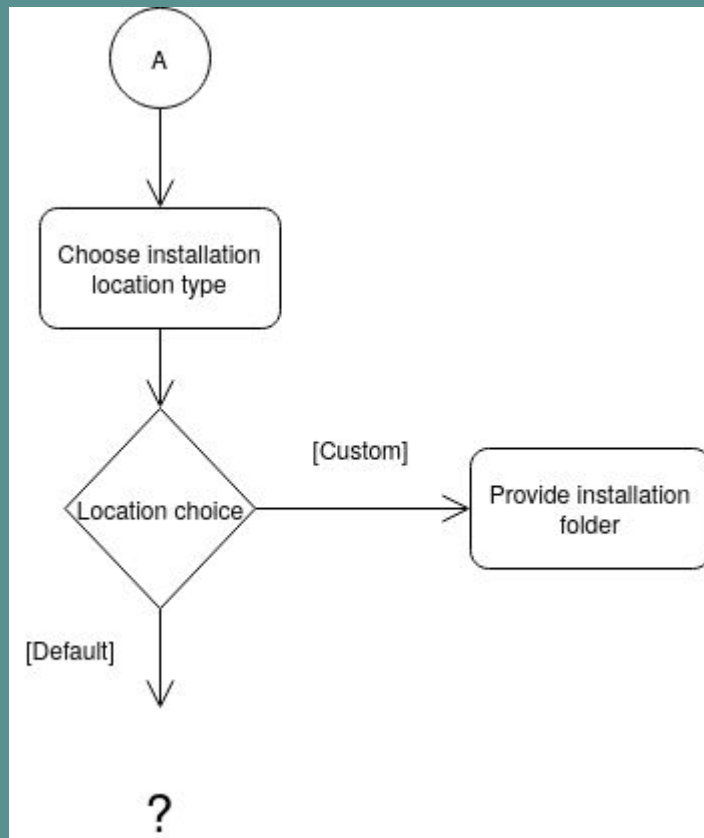 A
Choose installation
location type
[Custom]
Location choice
Provide installation
folder
[Default]
?